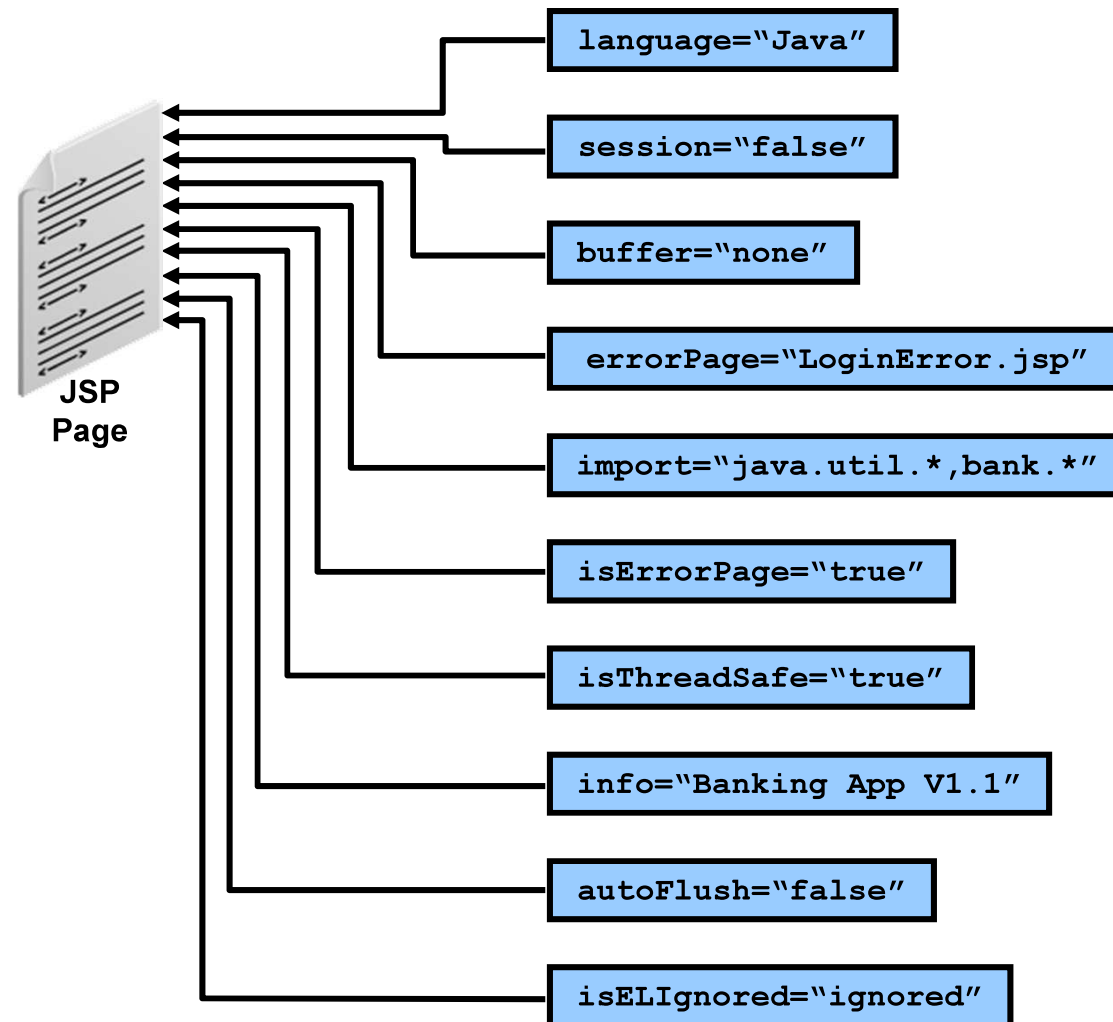 language=“Java”
session=“false”
buffer=“none”
errorPage=“LoginError.jsp”
JSP
Page
import=“java.util.*,bank.*”
isErrorPage=“true”
isThreadSafe=“true”
info=“Banking App V1.1”
autoFlush=“false”
isELIgnored=“ignored”